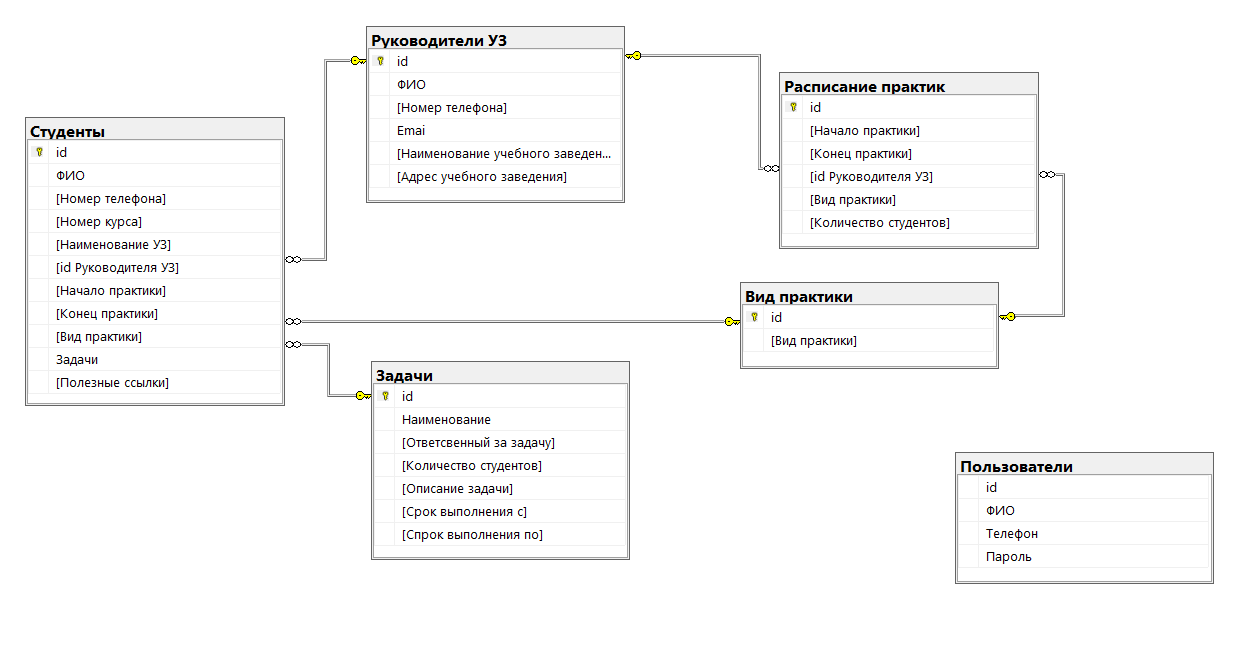 Руководители УЗ
id
ФИО
[Номер телефона]
Emai
[Наименование учебного заведен...
[Адрес учебного заведения]
Расписание практик
id
[Начало практики]
[Конец практики]
[id Руководителя УЗ]
[Вид практики]
[Количество студентов]
Студенты
id
ФИО
[Номер телефона]
[Номер курса]
[Наименование УЗ]
[id Руководителя УЗ]
[Начало практики]
[Конец практики]
[Вид практики]
Задачи
[Полезные ссылки]
Вид практики
id
[Вид практики]
Задачи
id
Наименование
[Ответсвенный за задачу]
[Количество студентов]
[Описание задачи]
[Срок выполнения с]
[Спрок выполнения по]
Пользователи
id
ФИО
Телефон
Пароль